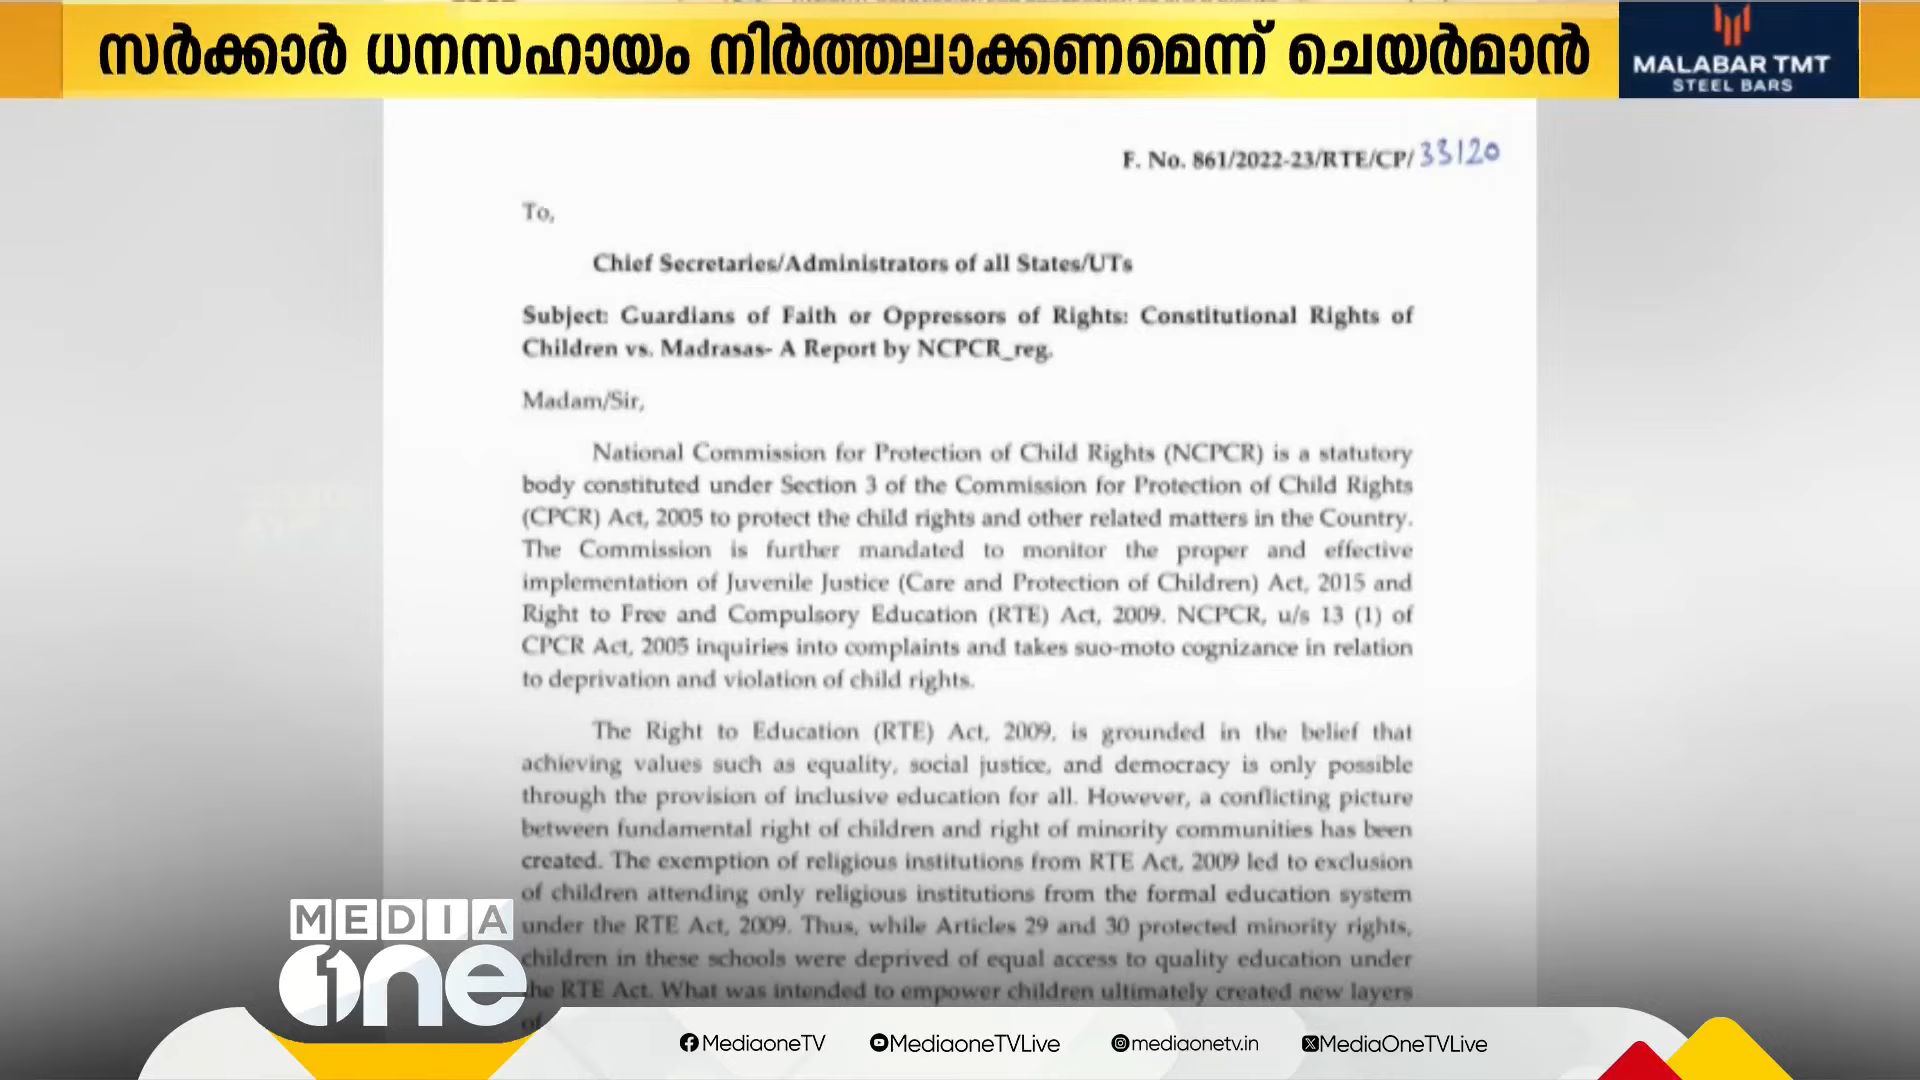 സർക്കാർ ധനസഹായം നിർത്തലാക്കണമെന്ന് ചെയർമാൻ
MALABAR TMT
STEEL BARS
F. No. 861/2022-23/RTE/CP/33120
To,
Chief Secretaries/Administrators of all States/UTs
Subject: Guardians of Faith or Oppressors of Rights: Constitutional Rights of
Children vs. Madrasas- A Report by NCPCR_reg.
Madam/Sir,
National Commission for Protection of Child Rights (NCPCR) is a statutory
body constituted under Section 3 of the Commission for Protection of Child Rights
(CPCR) Act, 2005 to protect the child rights and other related matters in the Country.
The Commission is further mandated to monitor the proper and effective
implementation of Juvenile Justice (Care and Protection of Children) Act, 2015 and
Right to Free and Compulsory Education (RTE) Act, 2009. NCPCR, u/s 13 (1) of
CPCR Act, 2005 inquiries into complaints and takes suo-moto cognizance in relation
to deprivation and violation of child rights.
The Right to Education (RTE) Act, 2009, is grounded in the belief that
achieving values such as equality, social justice, and democracy is only possible
through the provision of inclusive education for all. However, a conflicting picture
between fundamental right of children and right of minority communities has been
created. The exemption of religious institutions from RTE Act, 2009 led to exclusion
of children attending only religious institutions from the formal education system
under the RTE Act, 2009. Thus, while Articles 29 and 30 protected minority rights,
children in these schools were deprived of equal access to quality education under
the RTE Act. What was intended to empower children ultimately created new layers
of
MEDIA
one
MediaoneTV
MediaoneTVLive
mediaonetv.in
MediaOneTVLive